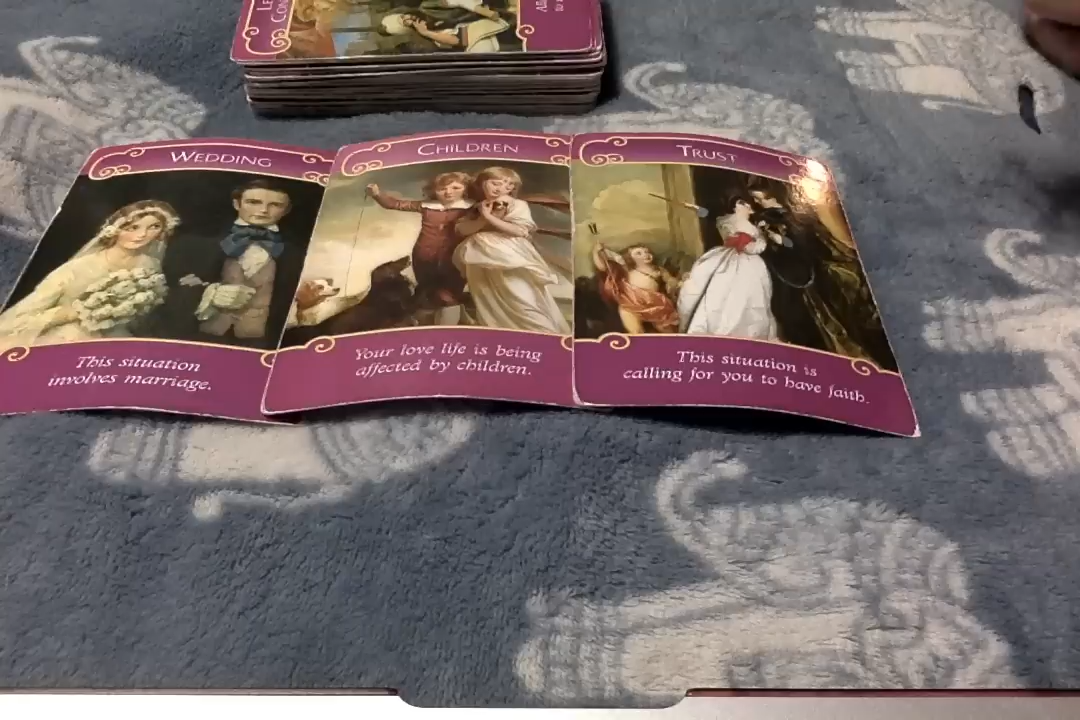 WEDDING
This situation
involves marriage.
CHILDREN
Your love life is being
affected by children.
TRUST
This situation is
calling for you to have faith.